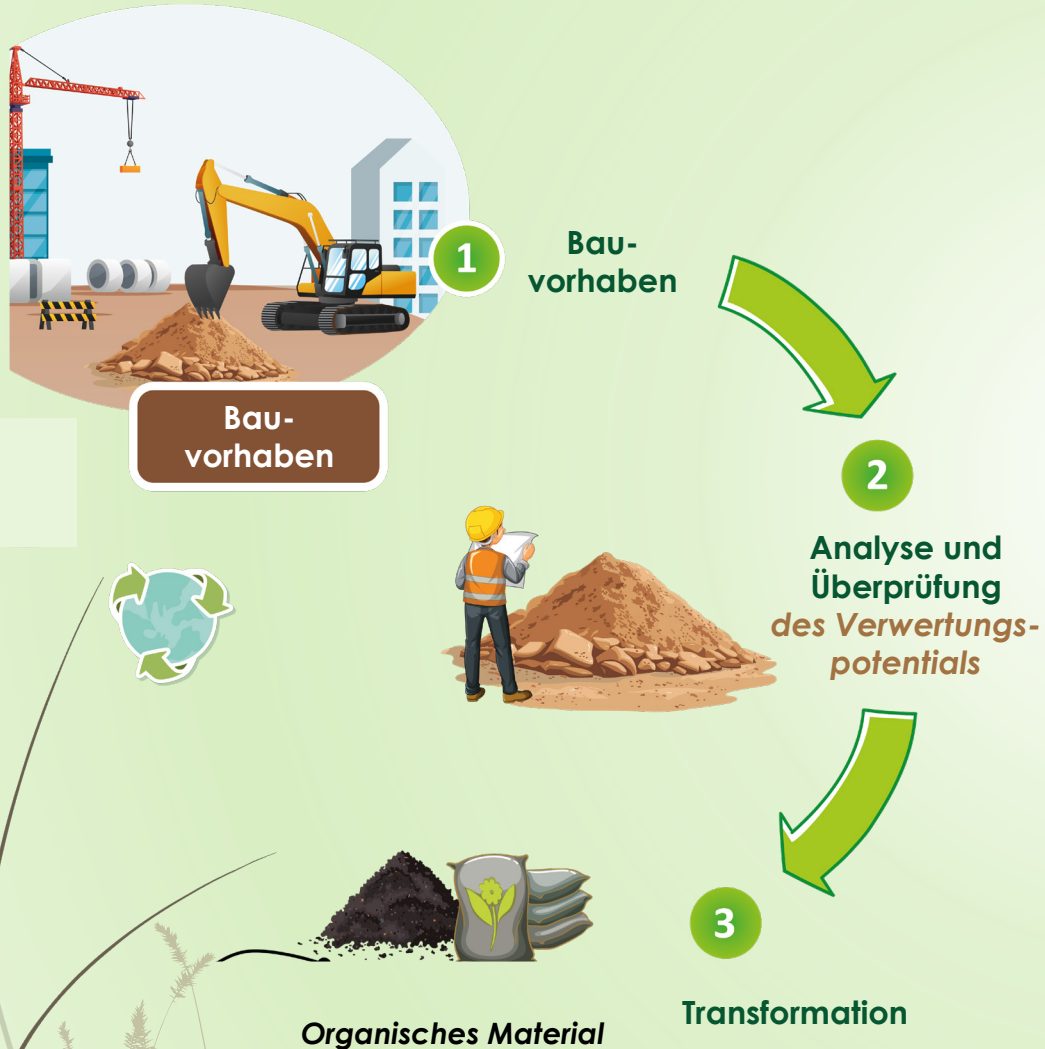 1
Bau-
vorhaben
Bau-
vorhaben
2
Analyse und
Überprüfung
des Verwertungs-
potentials
3
Transformation
Organisches Material